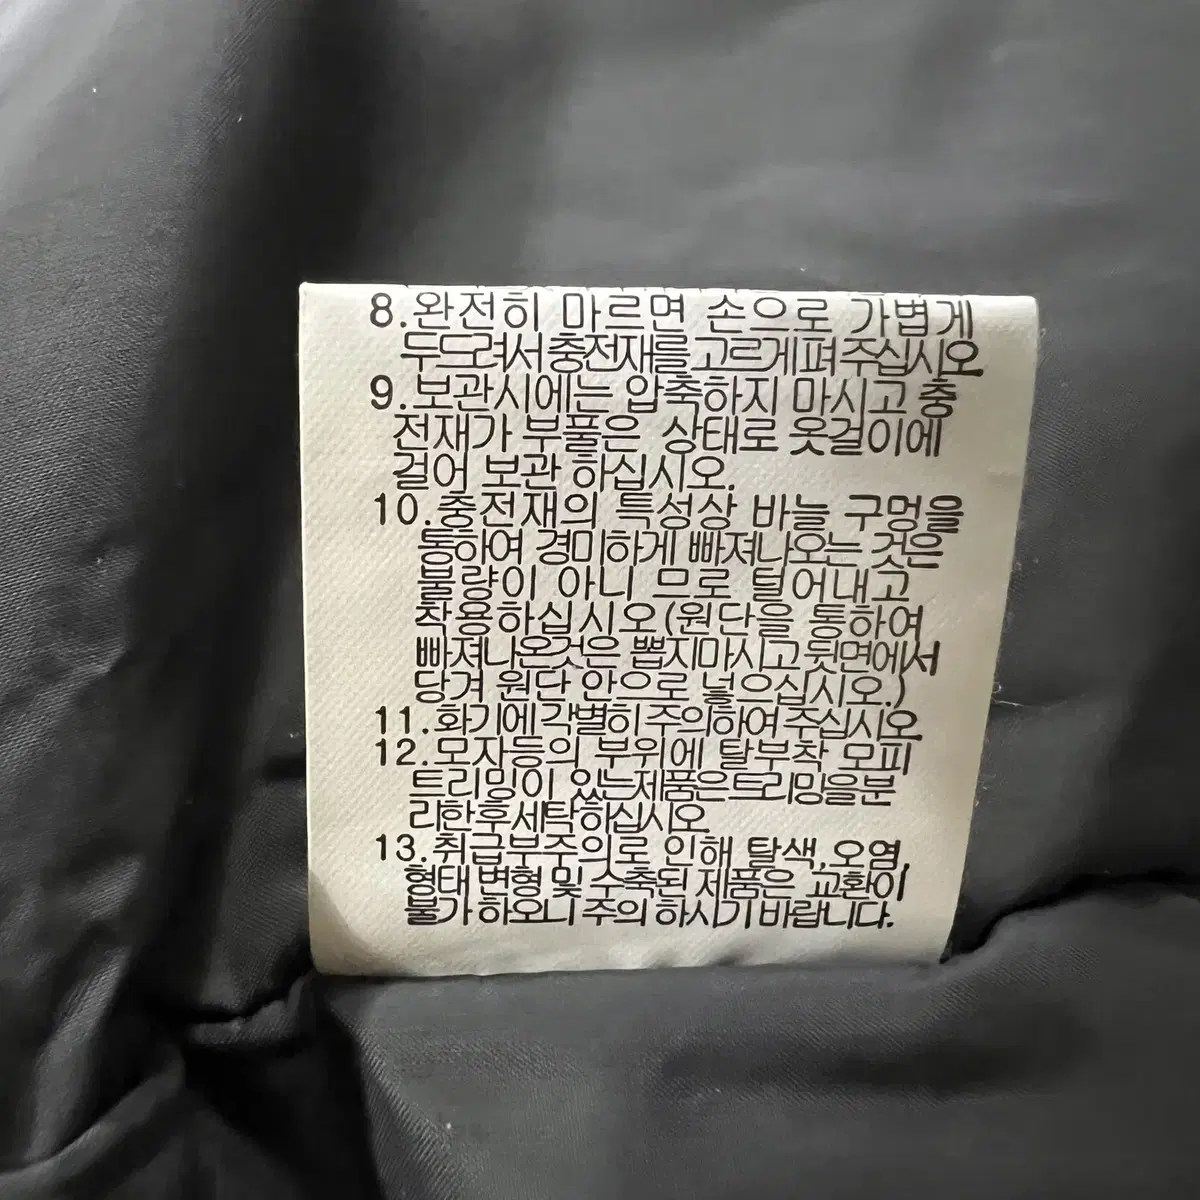 8.완전히 마르면 손으로 가볍게
두드려서 충전재를 고르게 펴 주십시오
9.보관시에는 압축하지 마시고 충
전재가 부풀은 상태로 옷걸이에
걸어 보관 하십시오.
10.충전재의 특성상 바늘 구멍을
통하여 경미하게 빠져나오는 것은
불량이 아니 므로 털어내고
착용하십시오(원단을 통하여
빠져나온것은 뽑지마시고 뒷면에서
당겨 원단 안으로 넣으십시오.)
11.화기에 각별히 주의하여 주십시오
12.모자등의 부위에 탈부착 모피
트리밍이 있는제품은트리밍을분
리한후세탁하십시오
13.취급부주의로 인해 탈색,오염,
형태 변형 및 수축된 제품은 교환이
불가 하오니 주의 하시기 바랍니다.